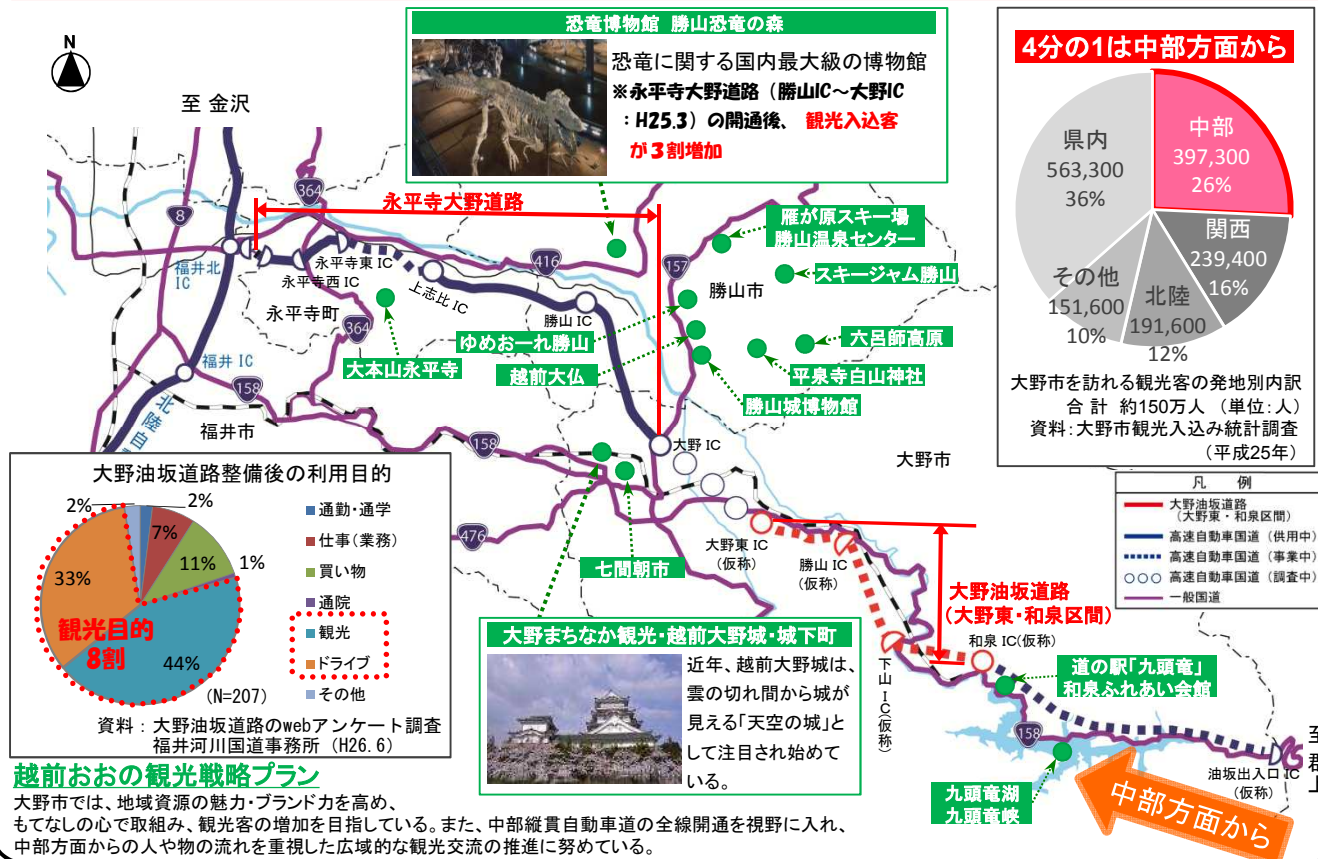 恐竜博物館 勝山恐竜の森
恐竜に関する国内最大級の博物館
※永平寺大野道路（勝山IC～大野IC
：H25.3）の開通後、観光入込客
が３割増加
4分の1は中部方面から
中部
397,300
26%
関西
239,400
16%
北陸
191,600
12%
その他
151,600
10%
県内
563,300
36%
大野市を訪れる観光客の発地別内訳
合 計 約150万人 （単位：人）
資料：大野市観光入込み統計調査
（平成25年）
N
至 金沢
364
8
永平寺大野道路
416
157
雁が原スキー場
勝山温泉センター
スキージャム勝山
勝山市
福井北
IC
永平寺西 IC
永平寺東 IC
上志比 IC
勝山 IC
永平寺町
364
大本山永平寺
ゆめおーれ勝山
越前大仏
六呂師高原
平泉寺白山神社
勝山城博物館
福井 IC
158
北陸自
福井市
158
大野 IC
大野市
476
七間朝市
大野東 IC
（仮称）
勝山 IC
（仮称）
大野油坂道路
（大野東・和泉区間）
和泉 IC（仮称）
下山 IC（仮称）
道の駅「九頭竜」
和泉ふれあい会館
158
九頭竜湖
九頭竜峡
油坂出入口 IC
（仮称）
至 郡上
中部方面から
凡 例
大野油坂道路
（大野東・和泉区間）
高速自動車国道（供用中）
高速自動車国道（事業中）
高速自動車国道（調査中）
一般国道
大野油坂道路整備後の利用目的
2%
2%
7%
11%
1%
44%
33%
観光目的
8割
通勤・通学
仕事（業務）
買い物
通院
観光
ドライブ
その他
(N=207)
資料：大野油坂道路のwebアンケート調査
福井河川国道事務所（H26.6）
大野まちなか観光・越前大野城・城下町
近年、越前大野城は、
雲の切れ間から城が
見える「天空の城」と
して注目され始めて
いる。
越前おおの観光戦略プラン
大野市では、地域資源の魅力・ブランド力を高め、
もてなしの心で取組み、観光客の増加を目指している。また、中部縦貫自動車道の全線開通を視野に入れ、
中部方面からの人や物の流れを重視した広域的な観光交流の推進に努めている。